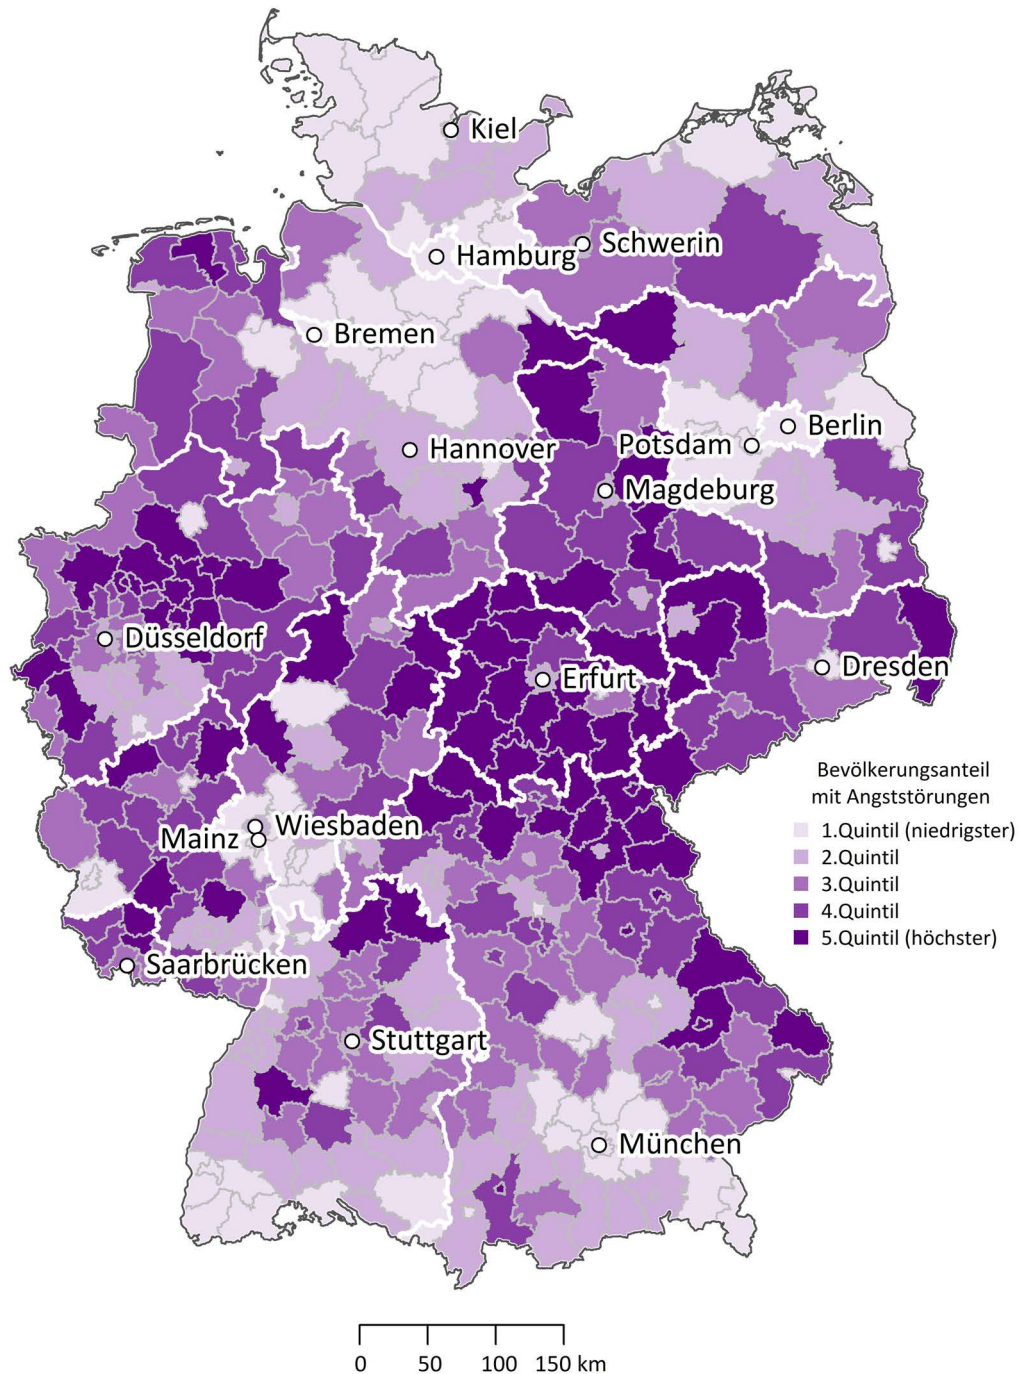 Kiel
Schwerin
Hamburg
Bremen
Berlin
Hannover
Potsdam
Magdeburg
Düsseldorf
Dresden
Erfurt
Wiesbaden
Mainz
Saarbrücken
Stuttgart
München
Bevölkerungsanteil
mit Angststörungen
1.Quintil (niedrigster)
2.Quintil
3.Quintil
4.Quintil
5.Quintil (höchster)
0 50 100 150 km